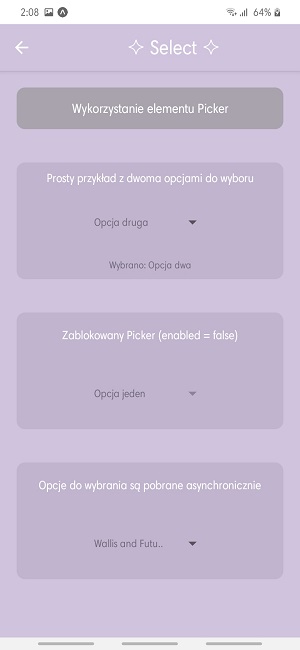 2:08 64%
✧ Select ✧
Wykorzystanie elementu Picker
Prosty przykład z dwoma opcjami do wyboru
Opcja druga
Wybrano: Opcja dwa
Zablokowany Picker (enabled = false)
Opcja jeden
Opcje do wybrania są pobrane asynchronicznie
Wallis and Futu..